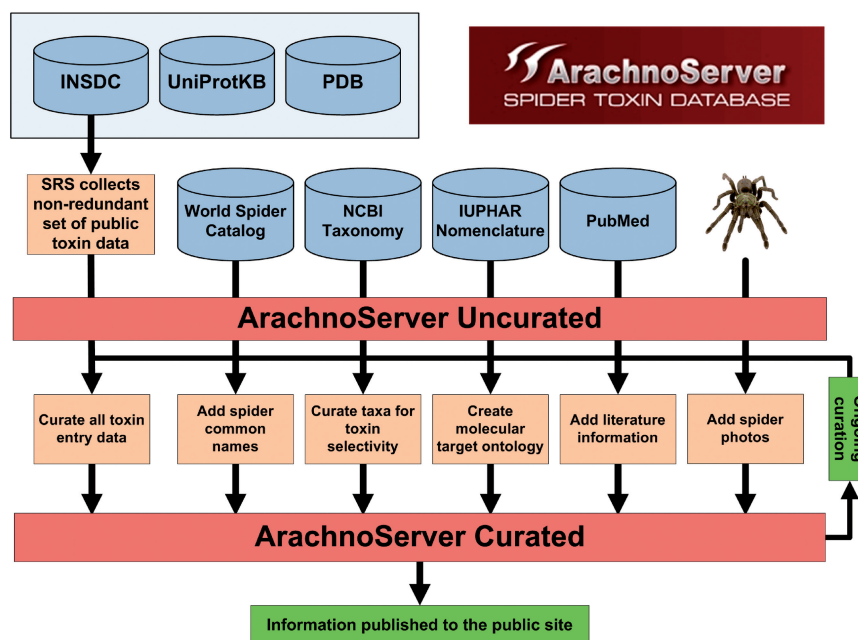 INSDC
UniProtKB
PDB
ArachnoServer
SPIDER TOXIN DATABASE
SRS collects
non-redundant
set of public
toxin data
World Spider
Catalog
NCBI
Taxonomy
IUPHAR
Nomenclature
PubMed
ArachnoServer Uncurated
Curate all toxin
entry data
Add spider
common
names
Curate taxa for
toxin
selectivity
Create
molecular
target ontology
Add literature
information
Add spider
photos
Ongoing
curation
ArachnoServer Curated
Information published to the public site